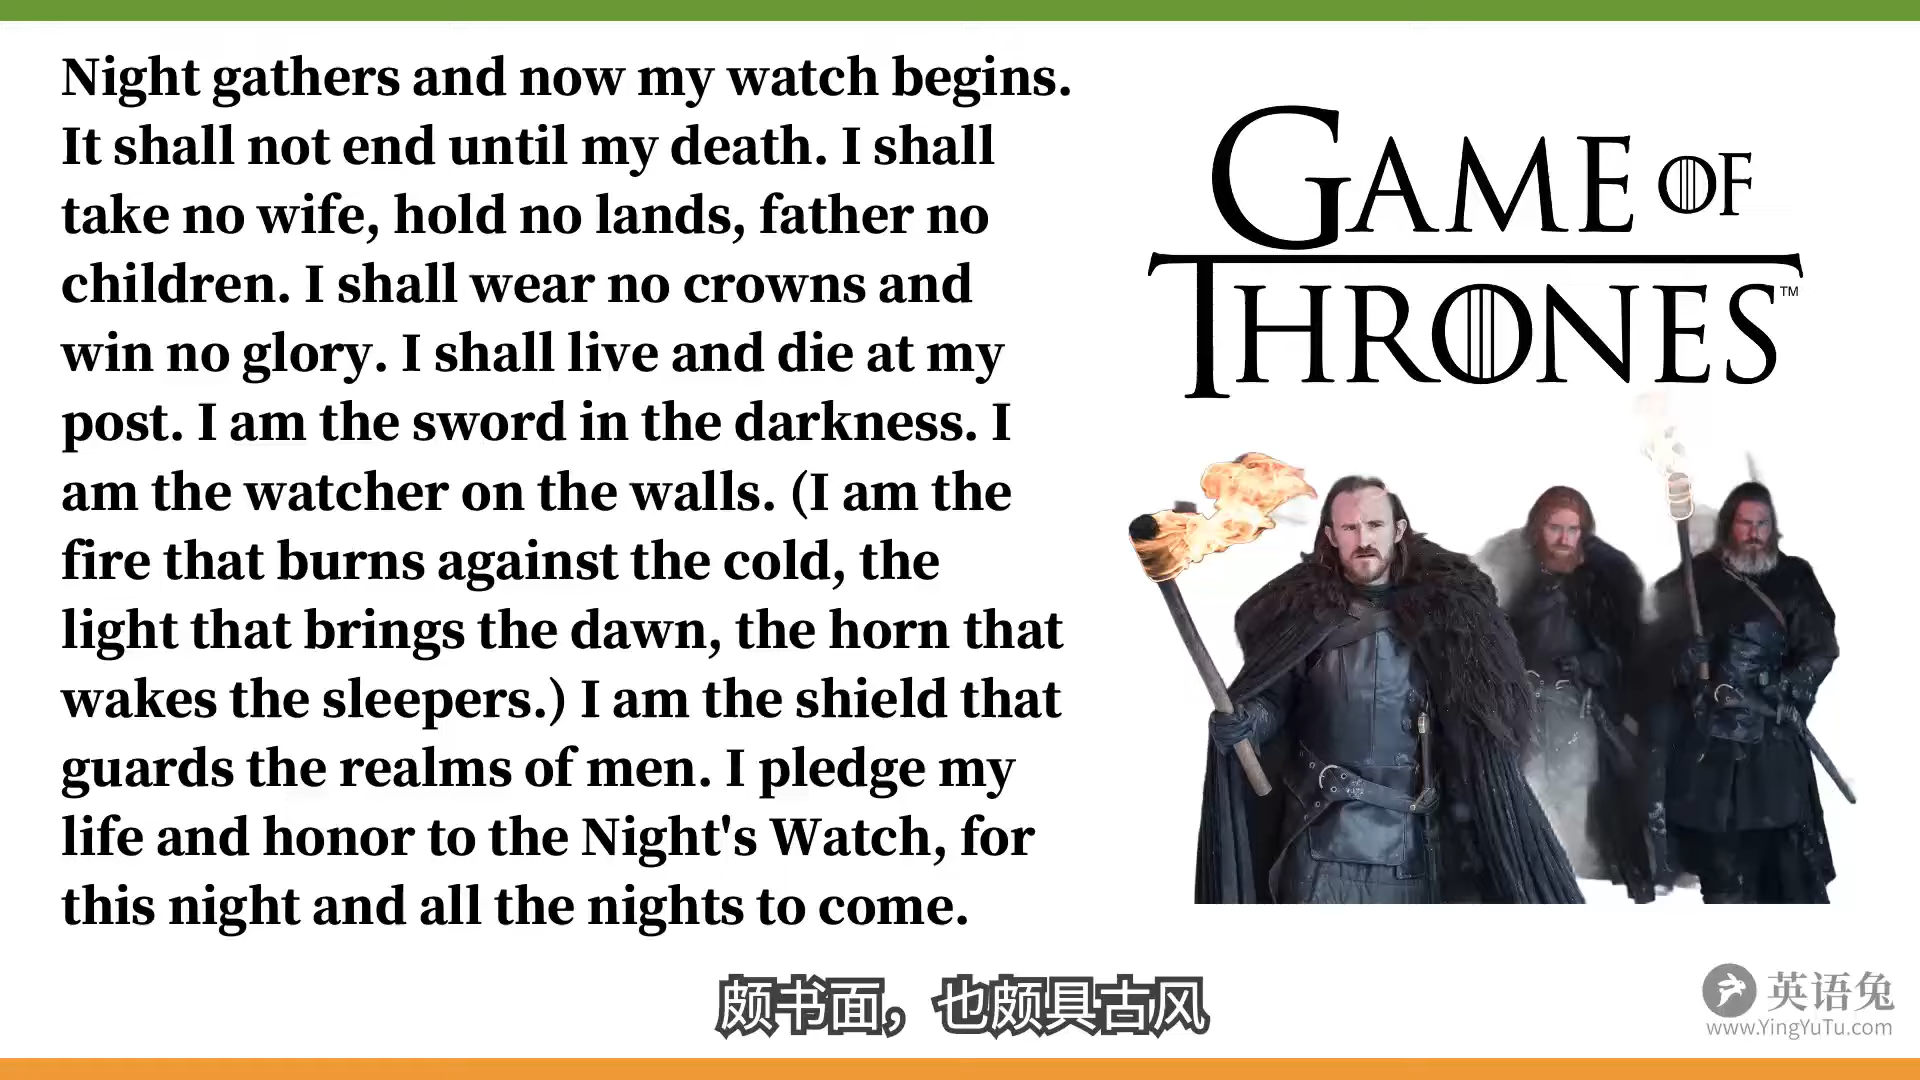 Night gathers and now my watch begins.
It shall not end until my death. I shall
take no wife, hold no lands, father no
children. I shall wear no crowns and
win no glory. I shall live and die at my
post. I am the sword in the darkness. I
am the watcher on the walls. (I am the
fire that burns against the cold, the
light that brings the dawn, the horn that
wakes the sleepers.) I am the shield that
guards the realms of men. I pledge my
life and honor to the Night's Watch, for
this night and all the nights to come.
GAME OF
THRONES™
颇书面，也颇具古风
英语兔
www.YingYuTu.com